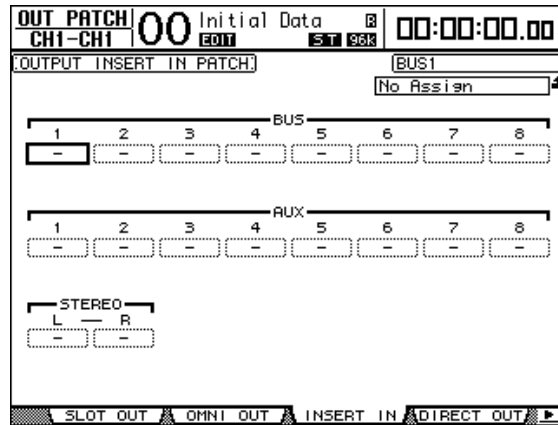 OUT PATCH
CH1-CH1
00 Initial Data R
EDIT S.T 96K
00:00:00.00
OUTPUT INSERT IN PATCH
BUS1
No Assign
BUS
1 2 3 4 5 6 7 8
- - - - - - - -
AUX
1 2 3 4 5 6 7 8
- - - - - - - -
STEREO
L — R
- -
SLOT OUT OMNI OUT INSERT IN DIRECT OUT